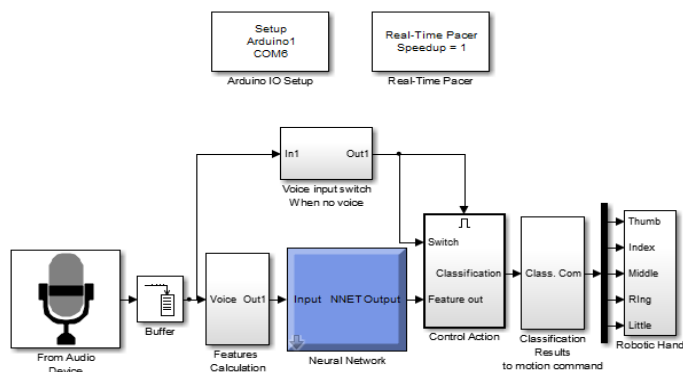 Setup
Arduino1
COM6
Arduino IO Setup
Real-Time Pacer
Speedup = 1
Real-Time Pacer
In1
Out1
Voice input switch
When no voice
Switch
Classification
Feature out
Control Action
Class. Com
Classification
Results
to motion command
Thumb
Index
Middle
RIng
Little
Robotic Hand
From Audio
Device
Buffer
Voice
Out1
Features
Calculation
Input
NNET Output
Neural Network